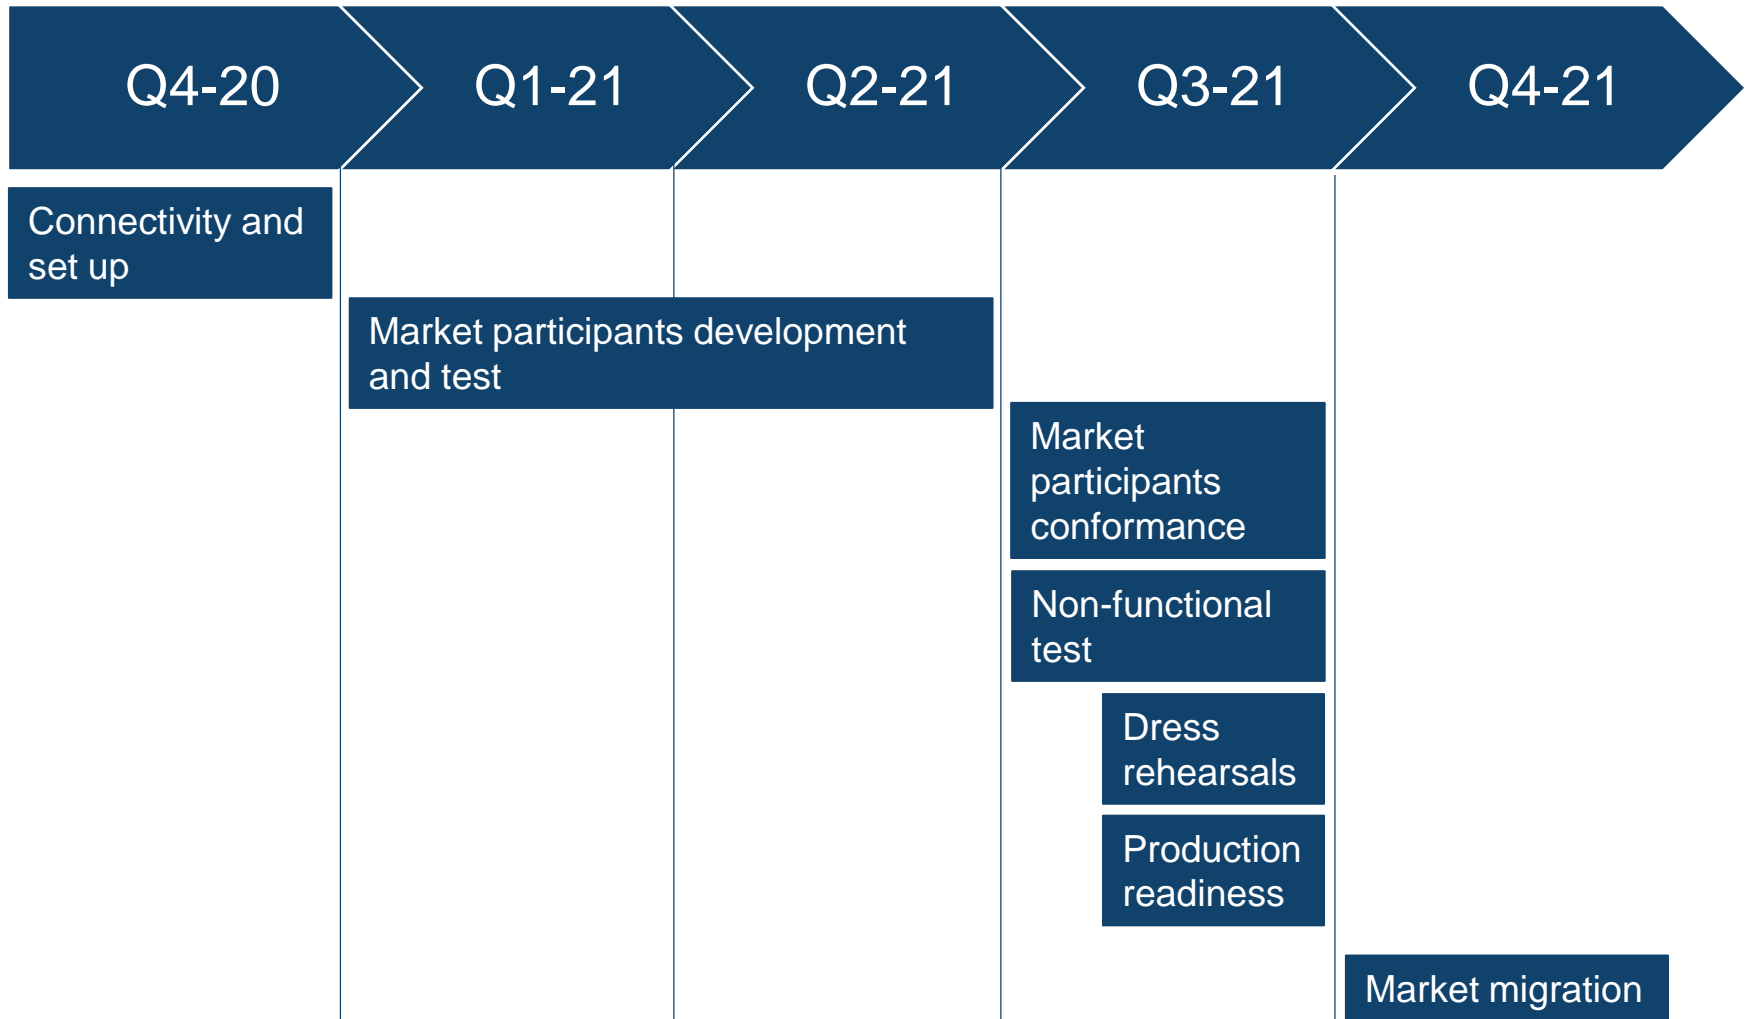 Q4-20
Q1-21
Q2-21
Q3-21
Q4-21
Connectivity and
set up
Market participants development
and test
Market
participants
conformance
Non-functional
test
Dress
rehearsals
Production
readiness
Market migration